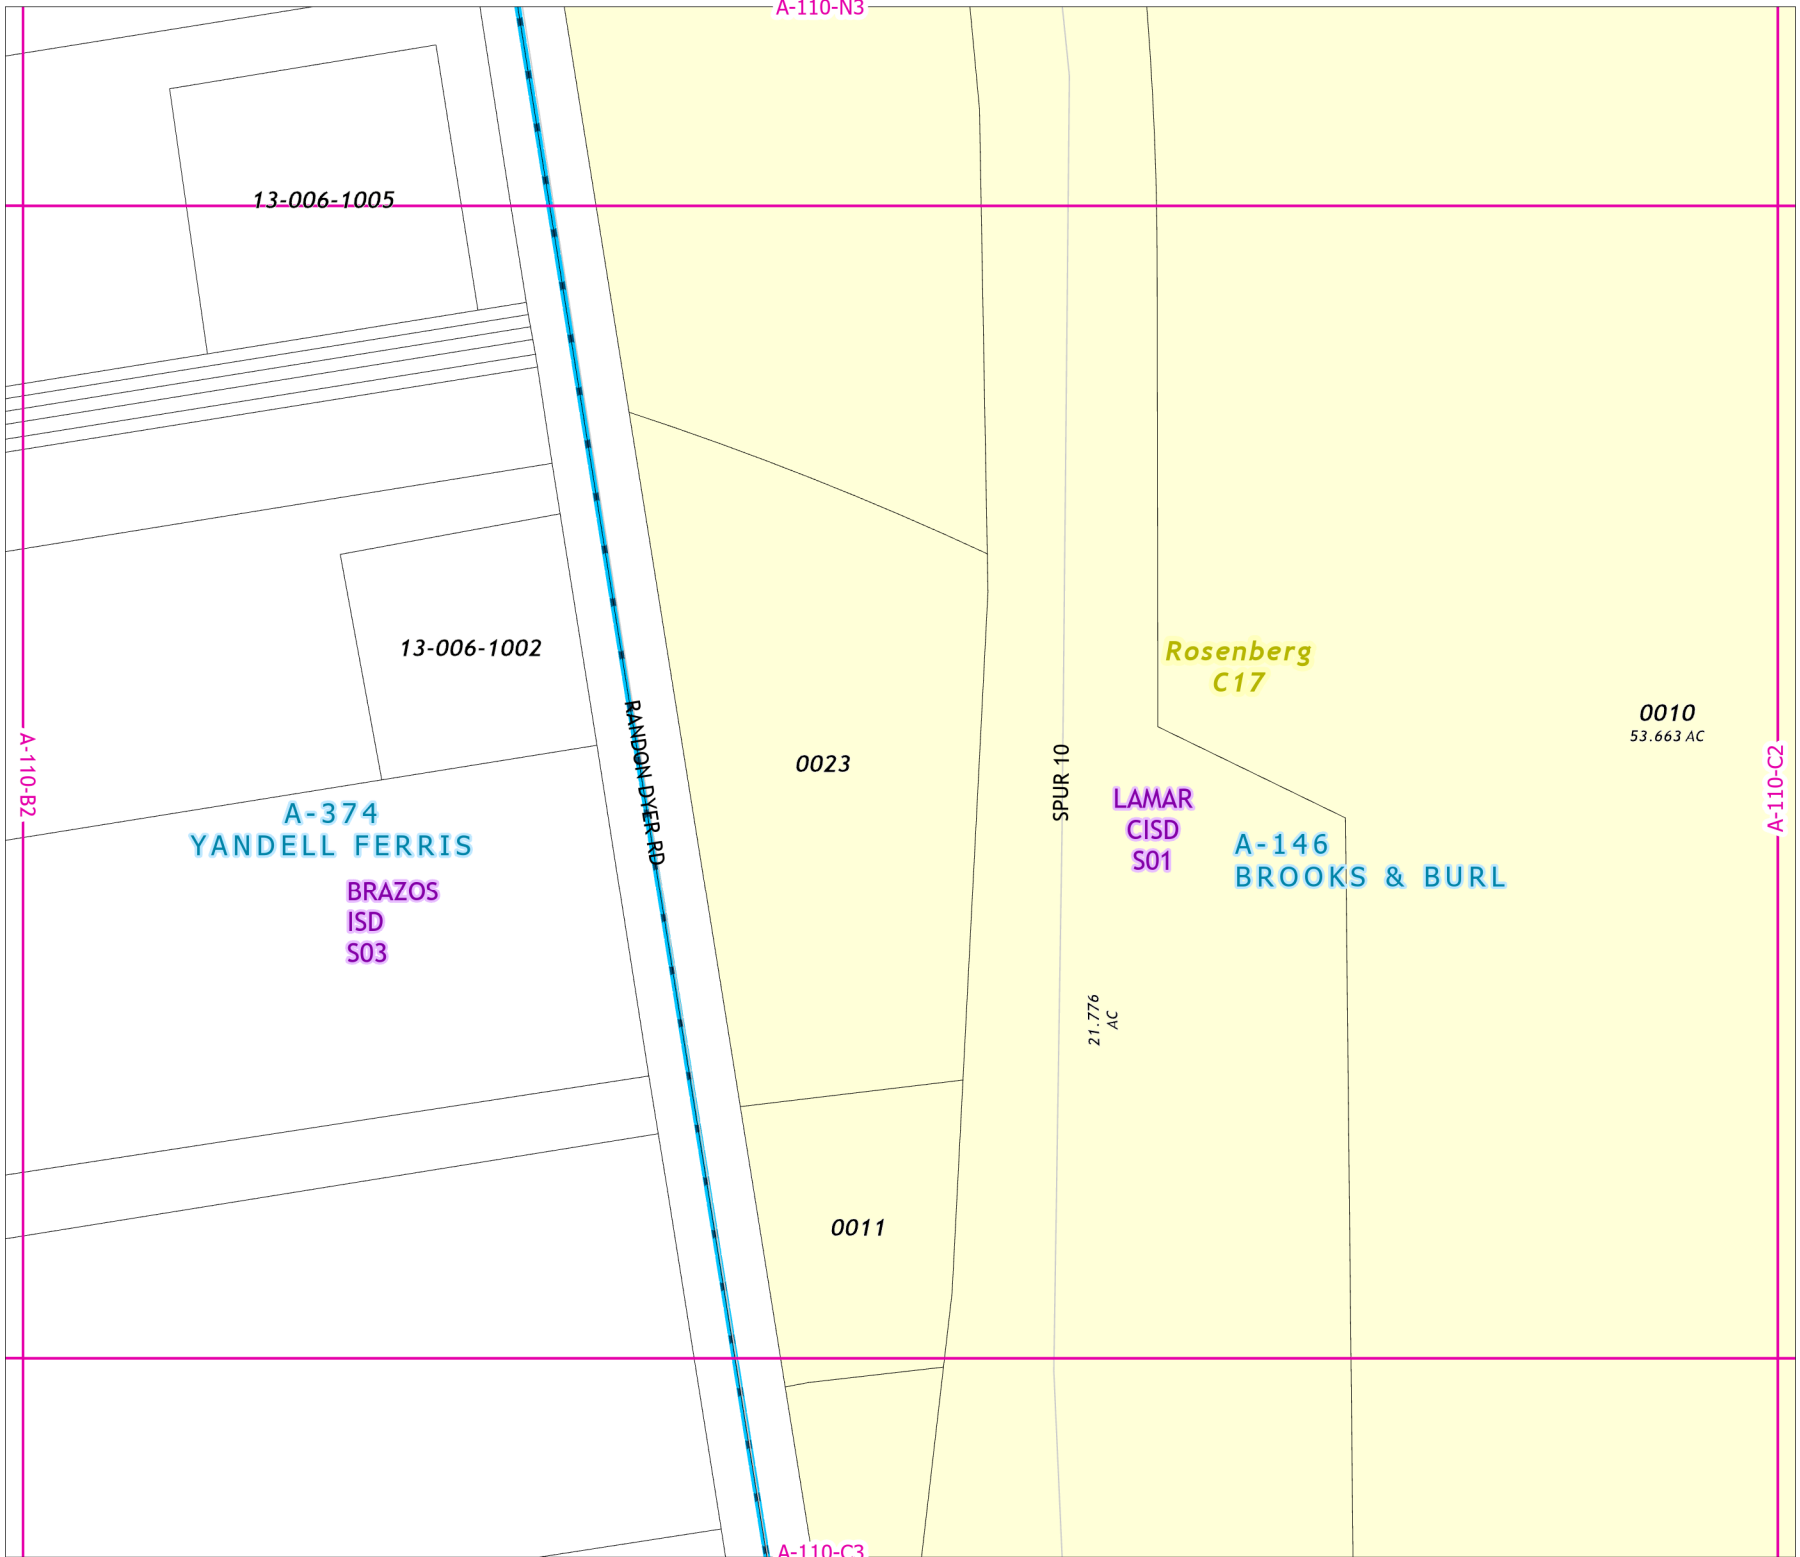 A-110-N3
13-006-1005
13-006-1002
Rosenberg
C17
0010
53.663 AC
A-110-B2
RANDON DYER RD
0023
SPUR 10
A-110-C2
LAMAR
CISD
S01
A-374
YANDELL FERRIS
A-146
BROOKS & BURL
BRAZOS
ISD
S03
21.776
AC
0011
A-110-C3